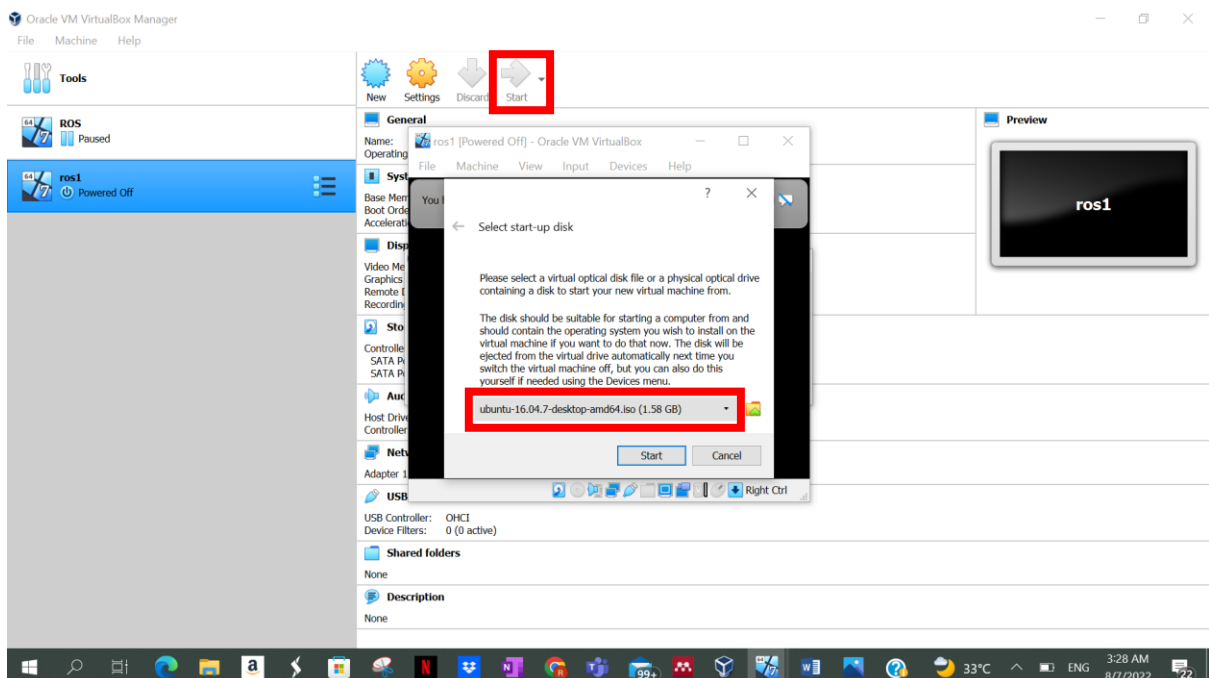 Oracle VM VirtualBox Manager
File Machine Help
Tools
New Settings Discard Start
64 7 ROS
Paused
64 7 ros1
Powered Off
General
Name:
Operating
Syst
Base Mem
Boot Orde
Accelerati
Disp
Video Me
Graphics
Remote
Recordin
Sto
Controlle
SATA P
SATA P
Aud
Host Drive
Controller
Netw
Adapter 1
USB
USB Controller: OHCI
Device Filters: 0 (0 active)
Shared folders
None
Description
None
Preview
ros1
ros1 [Powered Off] - Oracle VM VirtualBox
File Machine View Input Devices Help
You
?
Select start-up disk
Please select a virtual optical disk file or a physical optical drive
containing a disk to start your new virtual machine from.
The disk should be suitable for starting a computer from and
should contain the operating system you wish to install on the
virtual machine if you want to do that now. The disk will be
ejected from the virtual drive automatically next time you
switch the virtual machine off, but you can also do this
yourself if needed using the Devices menu.
ubuntu-16.04.7-desktop-amd64.iso (1.58 GB)
Start Cancel
Right Ctrl
a N 99+ 33°C ENG 3:28 AM
8/7/2022 22